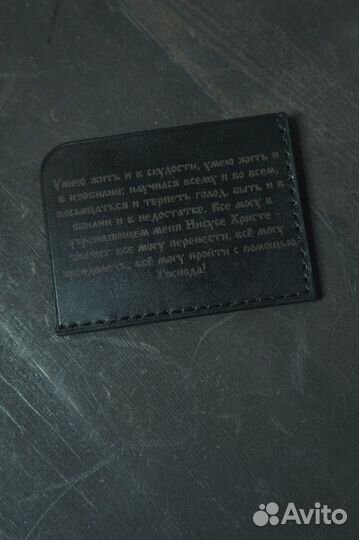 Умею жить и в скудости, умею жить и
в изобилии; научился всему и во всем,
насыщаться и терпеть голод, быть и в
обилии и в недостатке. Все могу в
укрепляющем меня Иисусе Христе -
значит все могу перенести, всё могу
преодолеть, всё могу пройти с помощью
Господа!
Avito